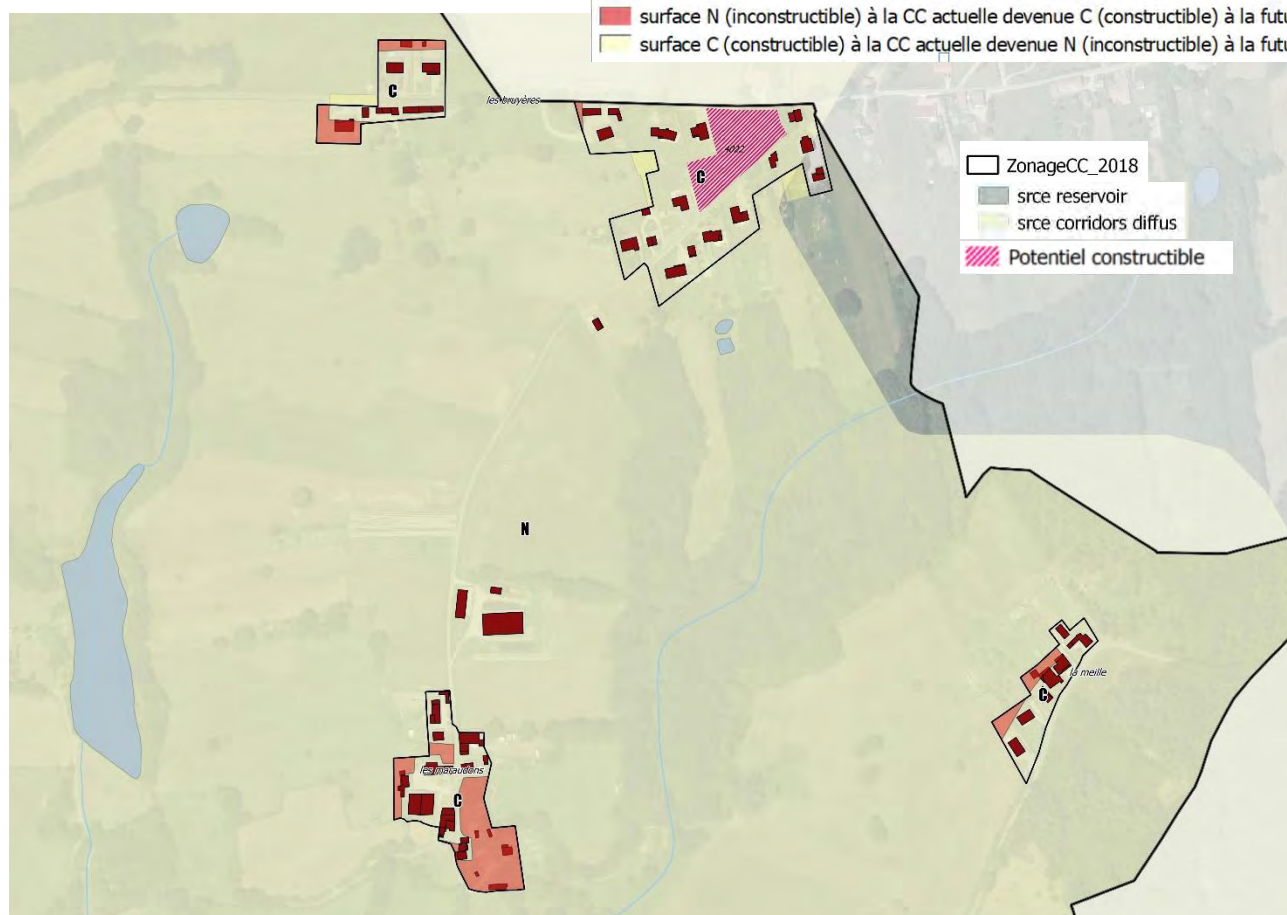 surface N (inconstructible) à la CC actuelle devenue C (constructible) à la futu
surface C (constructible) à la CC actuelle devenue N (inconstructible) à la futu
C
les bruyères
4022
C
ZonageCC_2018
srce reservoir
srce corridors diffus
Potentiel constructible
N
la meille
C
les mataudons
C